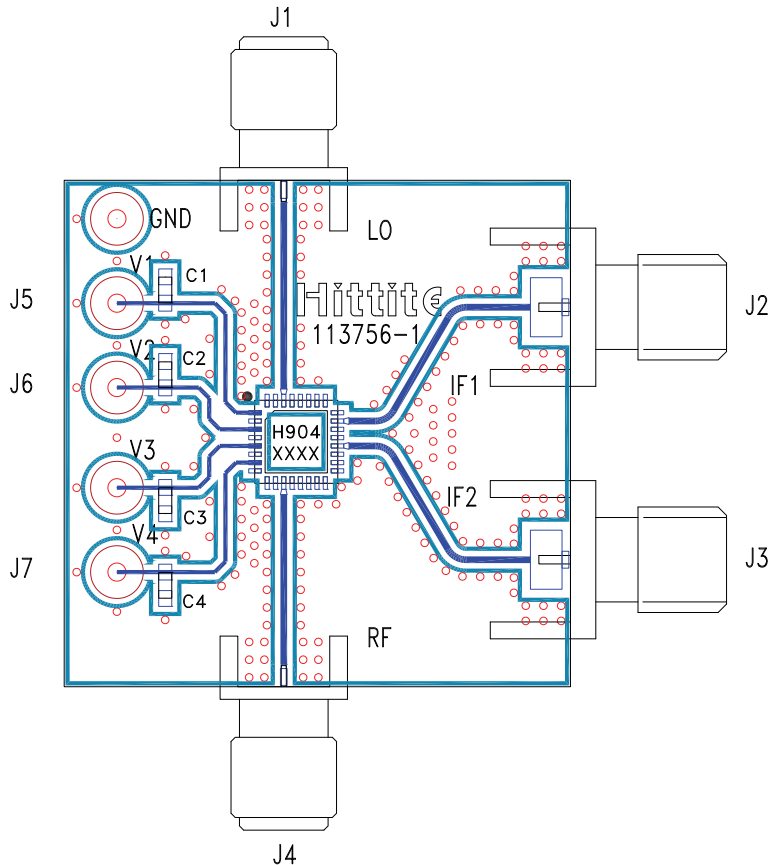 J1
GND
LO
V1
C1
Hittite
J5
J2
113756-1
V2
C2
J6
IF1
H904
XXXX
V3
IF2
C3
V4
J7
J3
C4
RF
J4